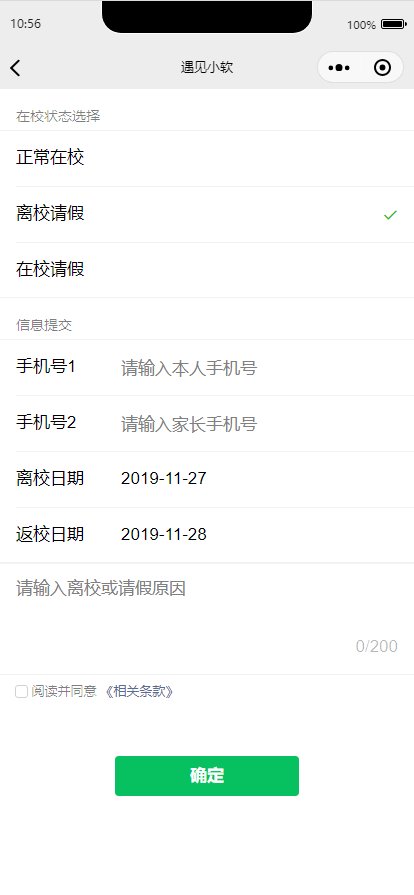 10:56
100%
遇见小软
在校状态选择
正常在校
离校请假
在校请假
信息提交
手机号1 请输入本人手机号
手机号2 请输入家长手机号
离校日期 2019-11-27
返校日期 2019-11-28
请输入离校或请假原因
0/200
阅读并同意 《相关条款》
确定